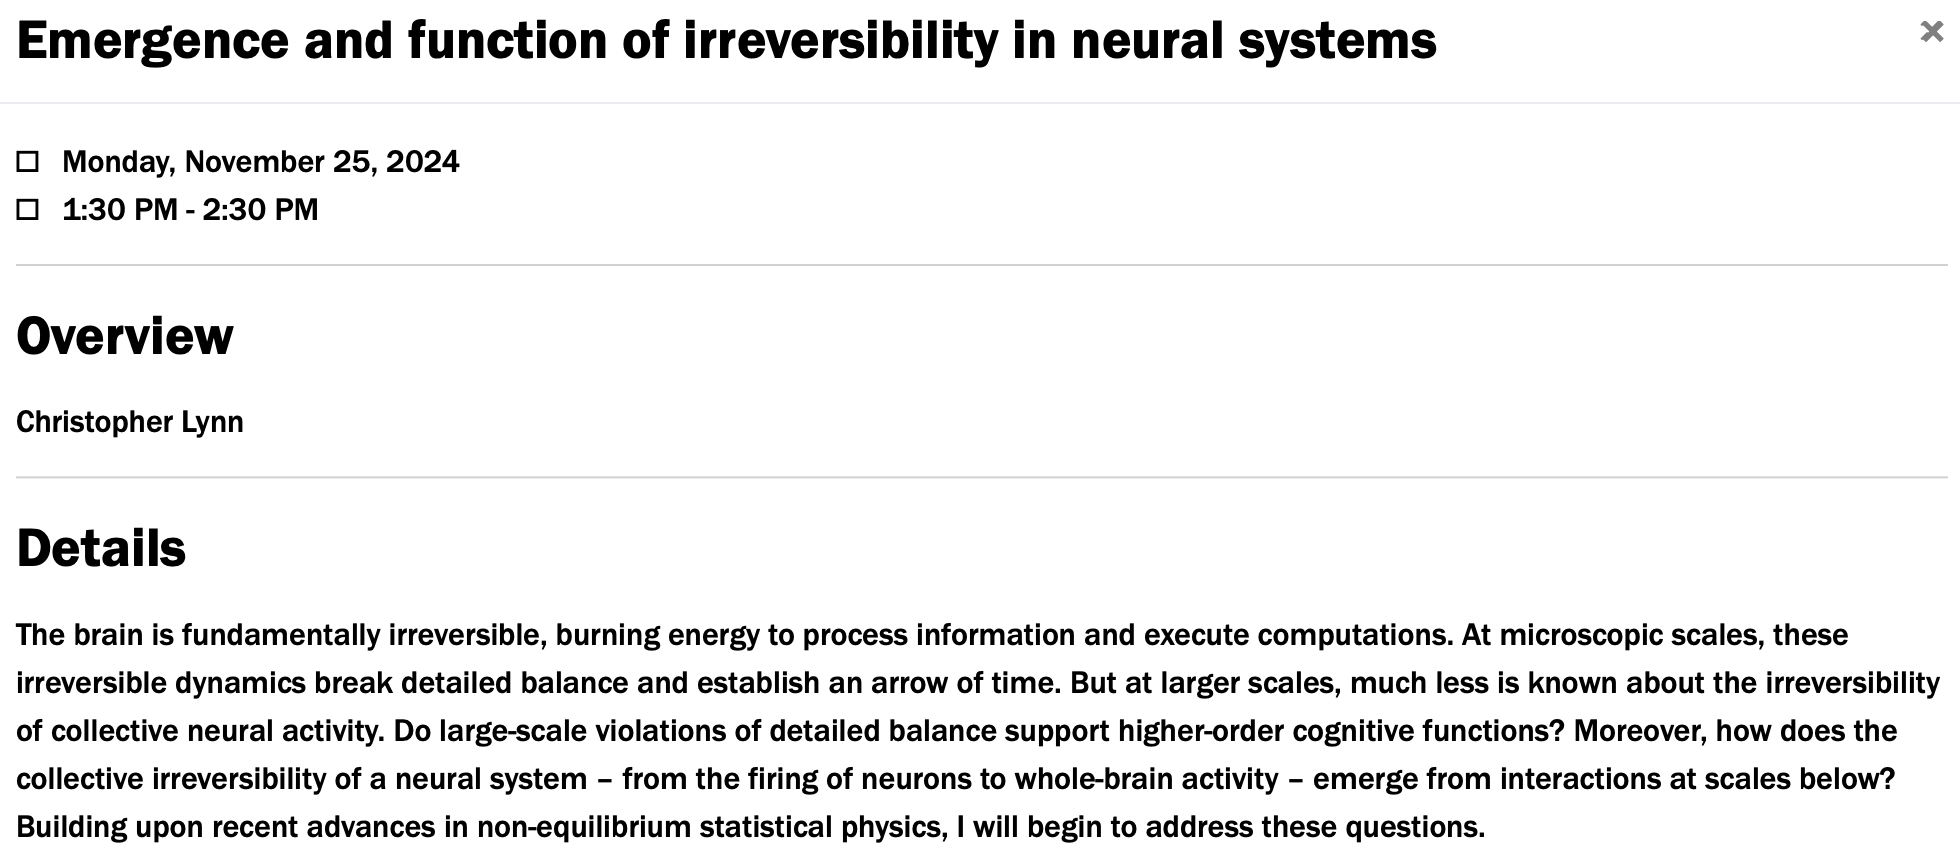 Emergence and function of irreversibility in neural systems
×
Monday, November 25, 2024
1:30 PM - 2:30 PM
Overview
Christopher Lynn
Details
The brain is fundamentally irreversible, burning energy to process information and execute computations. At microscopic scales, these
irreversible dynamics break detailed balance and establish an arrow of time. But at larger scales, much less is known about the irreversibility
of collective neural activity. Do large-scale violations of detailed balance support higher-order cognitive functions? Moreover, how does the
collective irreversibility of a neural system – from the firing of neurons to whole-brain activity – emerge from interactions at scales below?
Building upon recent advances in non-equilibrium statistical physics, I will begin to address these questions.